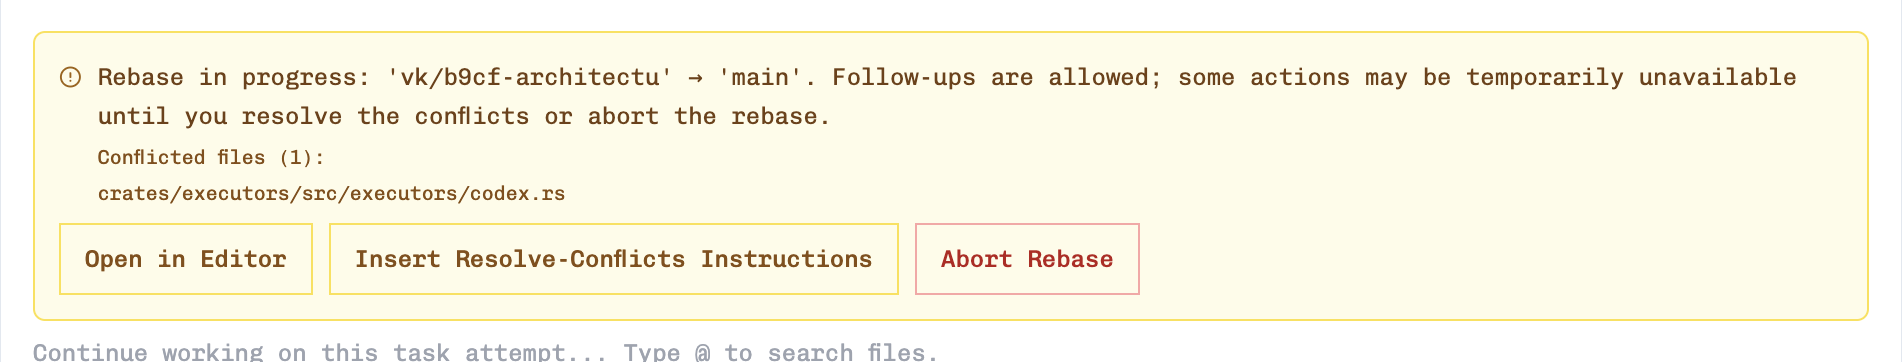 Rebase in progress: 'vk/b9cf-architectu' → 'main'. Follow-ups are allowed; some actions may be temporarily unavailable
until you resolve the conflicts or abort the rebase.
Conflicted files (1):
crates/executors/src/executors/codex.rs
Open in Editor
Insert Resolve-Conflicts Instructions
Abort Rebase
Continue working on this task attempt... Type @ to search files.